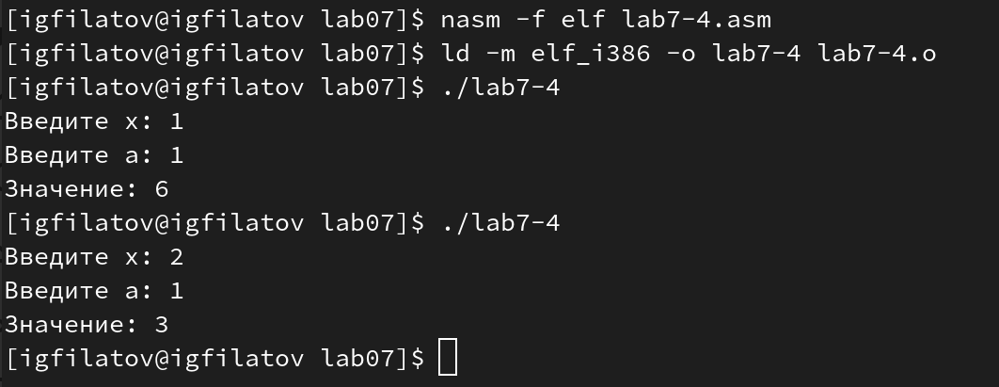 [igfilatov@igfilatov lab07]$ nasm -f elf lab7-4.asm
[igfilatov@igfilatov lab07]$ ld -m elf_i386 -o lab7-4 lab7-4.o
[igfilatov@igfilatov lab07]$ ./lab7-4
Введите x: 1
Введите a: 1
Значение: 6
[igfilatov@igfilatov lab07]$ ./lab7-4
Введите x: 2
Введите a: 1
Значение: 3
[igfilatov@igfilatov lab07]$